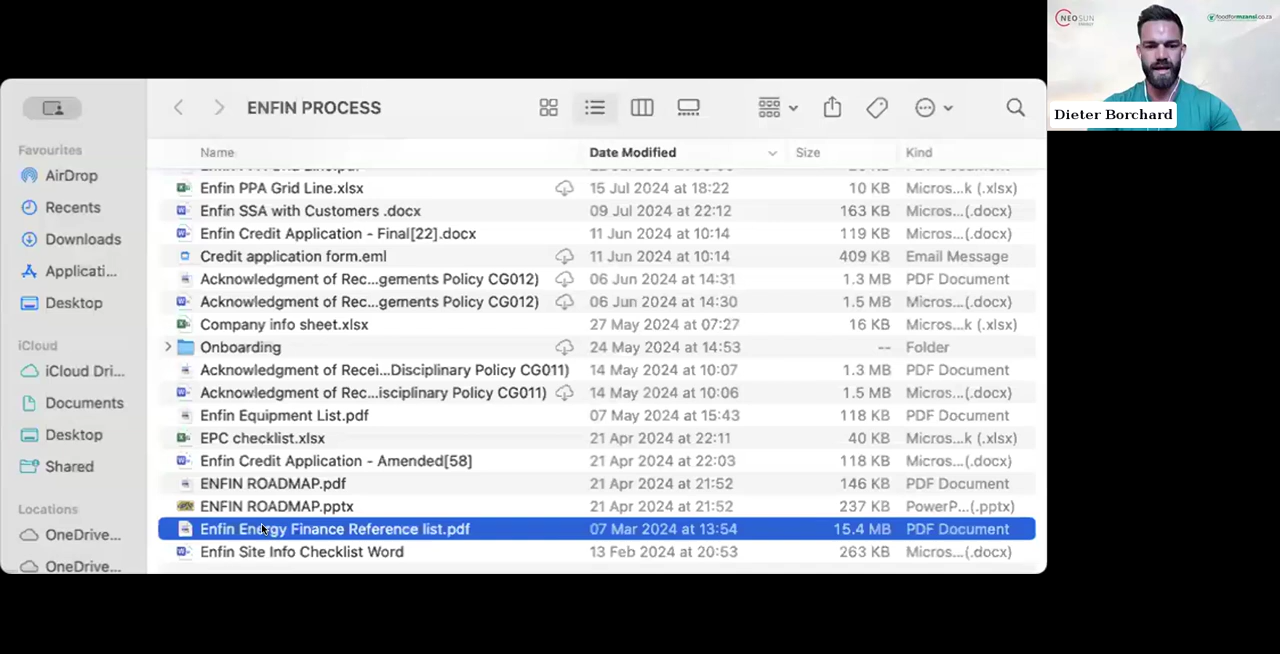 NEOSUN
ENERGY
foodformzansi.co.za
Dieter Borchard
ENFIN PROCESS
Favourites
AirDrop
Recents
Downloads
Applicati...
Desktop
iCloud
iCloud Dri...
Documents
Desktop
Shared
Locations
OneDrive...
OneDrive...
Name Date Modified Size Kind
Enfin PPA Grid Line.xlsx 15 Jul 2024 at 18:22 10 KB Micros...k (.xlsx)
Enfin SSA with Customers .docx 09 Jul 2024 at 22:12 163 KB Micros...(.docx)
Enfin Credit Application - Final[22].docx 11 Jun 2024 at 10:14 119 KB Micros...(.docx)
Credit application form.eml 11 Jun 2024 at 10:14 409 KB Email Message
Acknowledgment of Rec...gements Policy CG012) 06 Jun 2024 at 14:31 1.3 MB PDF Document
Acknowledgment of Rec...gements Policy CG012) 06 Jun 2024 at 14:30 1.5 MB Micros...(.docx)
Company info sheet.xlsx 27 May 2024 at 07:27 16 KB Micros...k (.xlsx)
Onboarding 24 May 2024 at 14:53 -- Folder
Acknowledgment of Recei...Disciplinary Policy CG011) 14 May 2024 at 10:07 1.3 MB PDF Document
Acknowledgment of Rec...isciplinary Policy CG011) 14 May 2024 at 10:06 1.5 MB Micros...(.docx)
Enfin Equipment List.pdf 07 May 2024 at 15:43 118 KB PDF Document
EPC checklist.xlsx 21 Apr 2024 at 22:11 40 KB Micros...k (.xlsx)
Enfin Credit Application - Amended[58] 21 Apr 2024 at 22:03 118 KB Micros...(.docx)
ENFIN ROADMAP.pdf 21 Apr 2024 at 21:52 146 KB PDF Document
ENFIN ROADMAP.pptx 21 Apr 2024 at 21:52 237 KB PowerP...(.pptx)
Enfin Energy Finance Reference list.pdf 07 Mar 2024 at 13:54 15.4 MB PDF Document
Enfin Site Info Checklist Word 13 Feb 2024 at 20:53 263 KB Micros...(.docx)